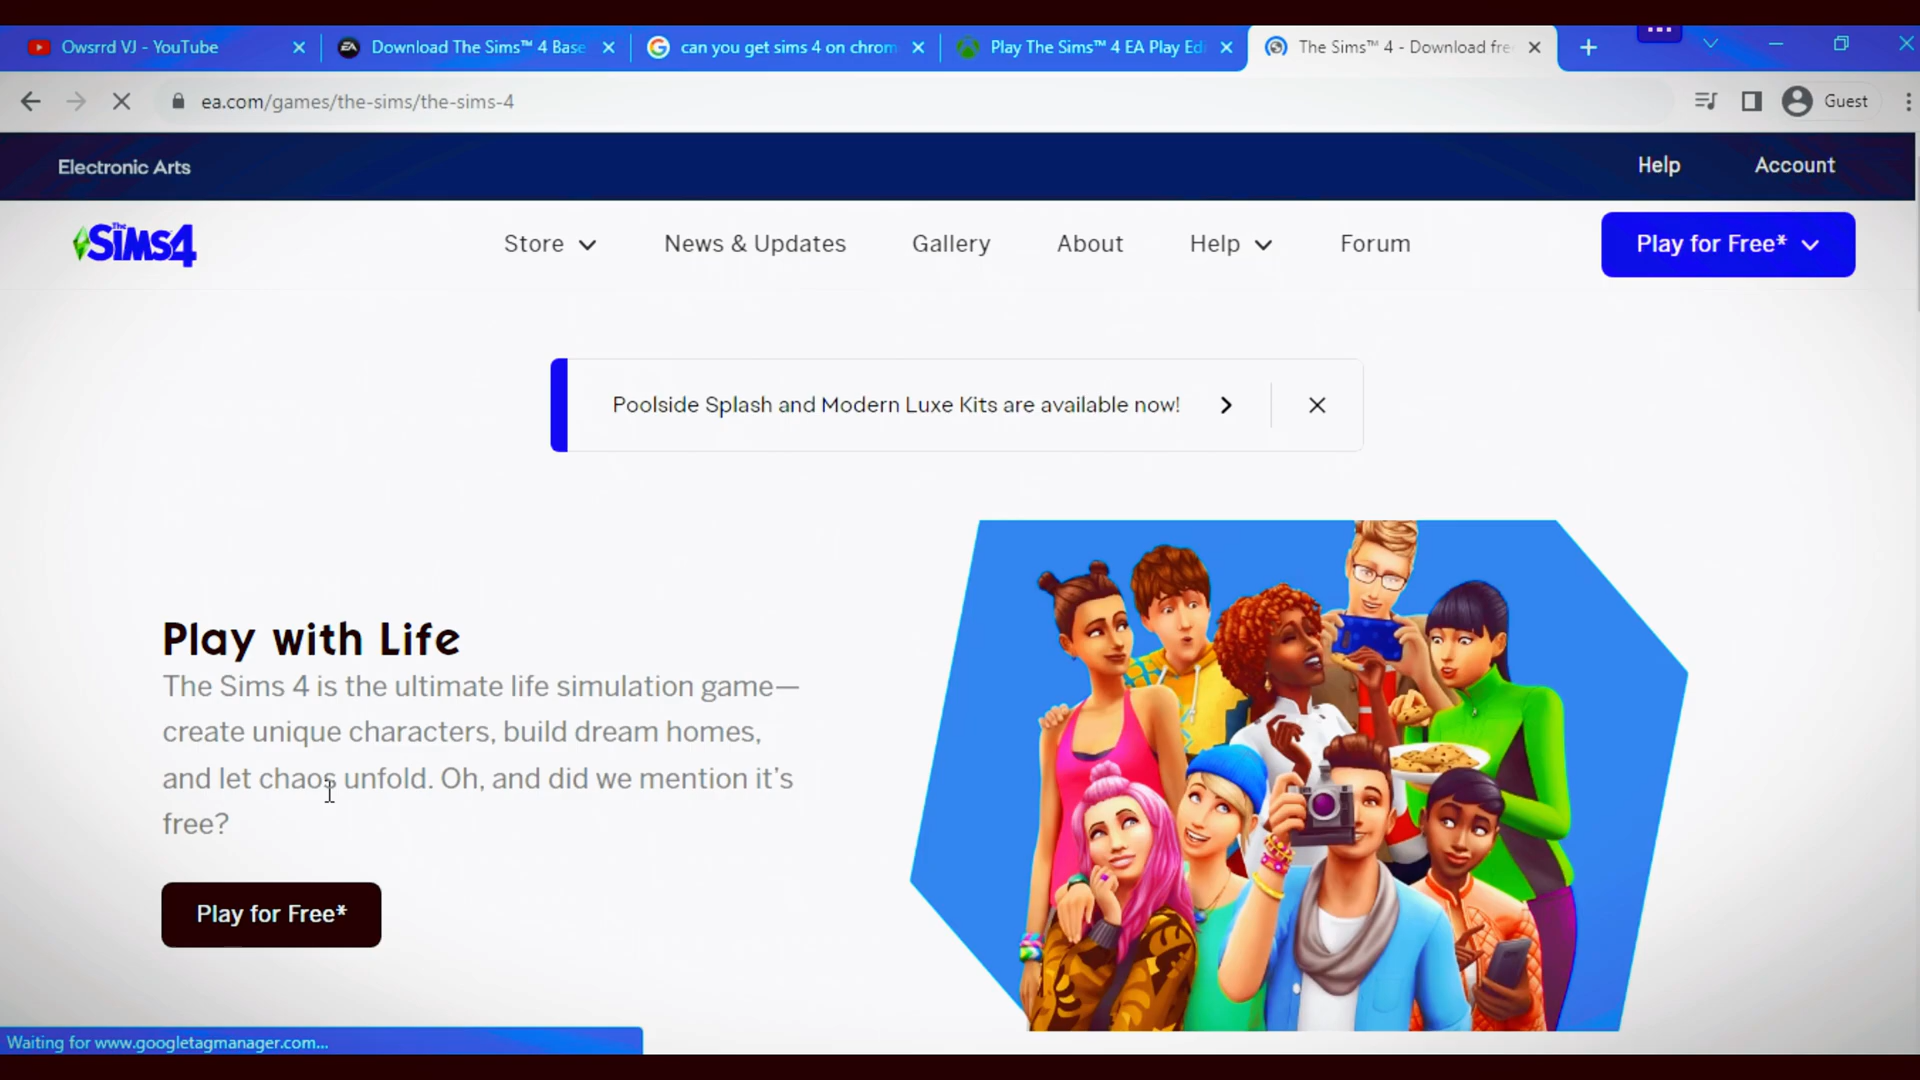 Owsrrd VJ - YouTube
Download The Sims™ 4 Base
can you get sims 4 on chrom
Play The Sims™ 4 EA Play Edi
The Sims™ 4 - Download fre
ea.com/games/the-sims/the-sims-4
Guest
Electronic Arts
Help
Account
The Sims 4
Store
News & Updates
Gallery
About
Help
Forum
Play for Free*
Poolside Splash and Modern Luxe Kits are available now!
Play with Life
The Sims 4 is the ultimate life simulation game—
create unique characters, build dream homes,
and let chaos unfold. Oh, and did we mention it’s
free?
Play for Free*
Waiting for www.googletagmanager.com...